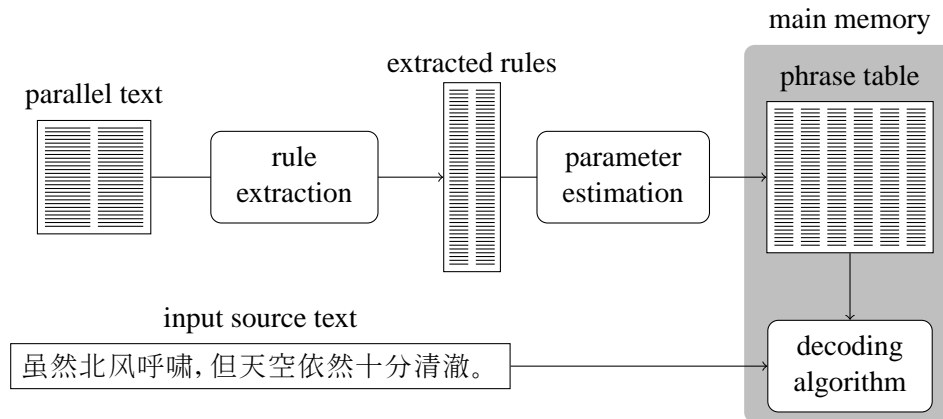 main memory
extracted rules
phrase table
parallel text
rule
extraction
parameter
estimation
input source text
虽然北风呼啸,但天空依然十分清澈。
decoding
algorithm